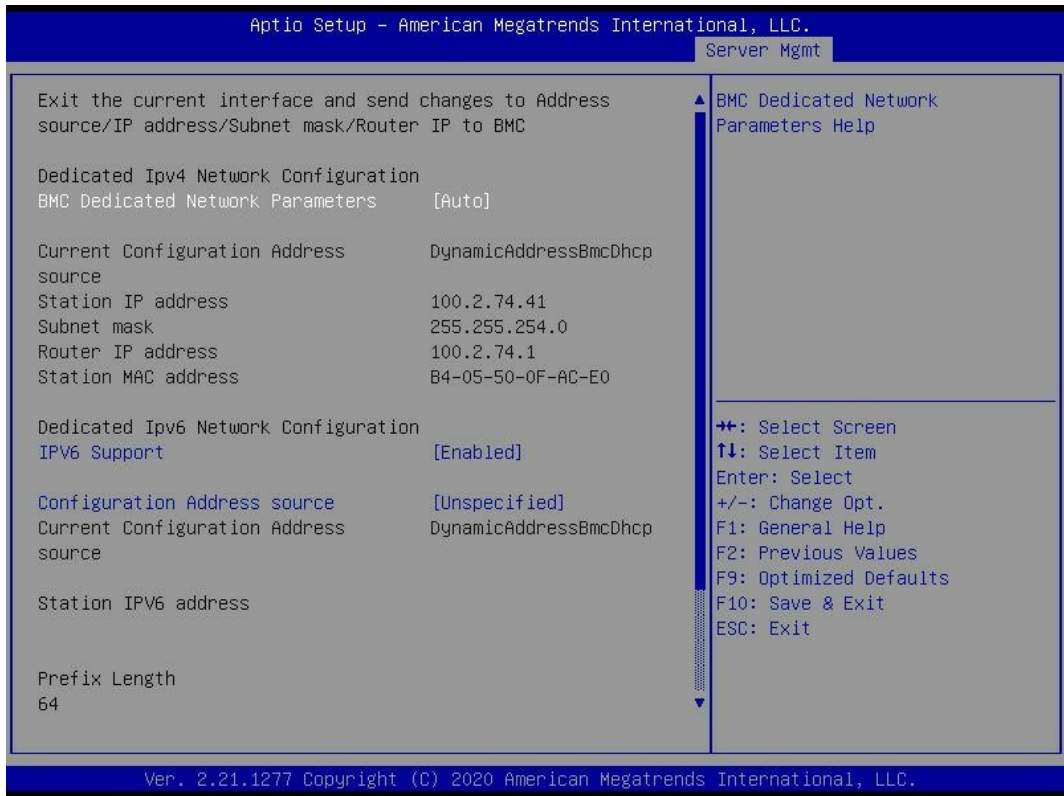 Aptio Setup – American Megatrends International, LLC.
Server Mgmt
Exit the current interface and send changes to Address
source/IP address/Subnet mask/Router IP to BMC
Dedicated Ipv4 Network Configuration
BMC Dedicated Network Parameters [Auto]
Current Configuration Address DynamicAddressBmcDhcp
source
Station IP address 100.2.74.41
Subnet mask 255.255.254.0
Router IP address 100.2.74.1
Station MAC address B4-05-50-0F-AC-E0
Dedicated Ipv6 Network Configuration
IPV6 Support [Enabled]
Configuration Address source [Unspecified]
Current Configuration Address DynamicAddressBmcDhcp
source
Station IPV6 address
Prefix Length
64
BMC Dedicated Network
Parameters Help
→←: Select Screen
↑↓: Select Item
Enter: Select
+/-: Change Opt.
F1: General Help
F2: Previous Values
F9: Optimized Defaults
F10: Save & Exit
ESC: Exit
Ver. 2.21.1277 Copyright (C) 2020 American Megatrends International, LLC.